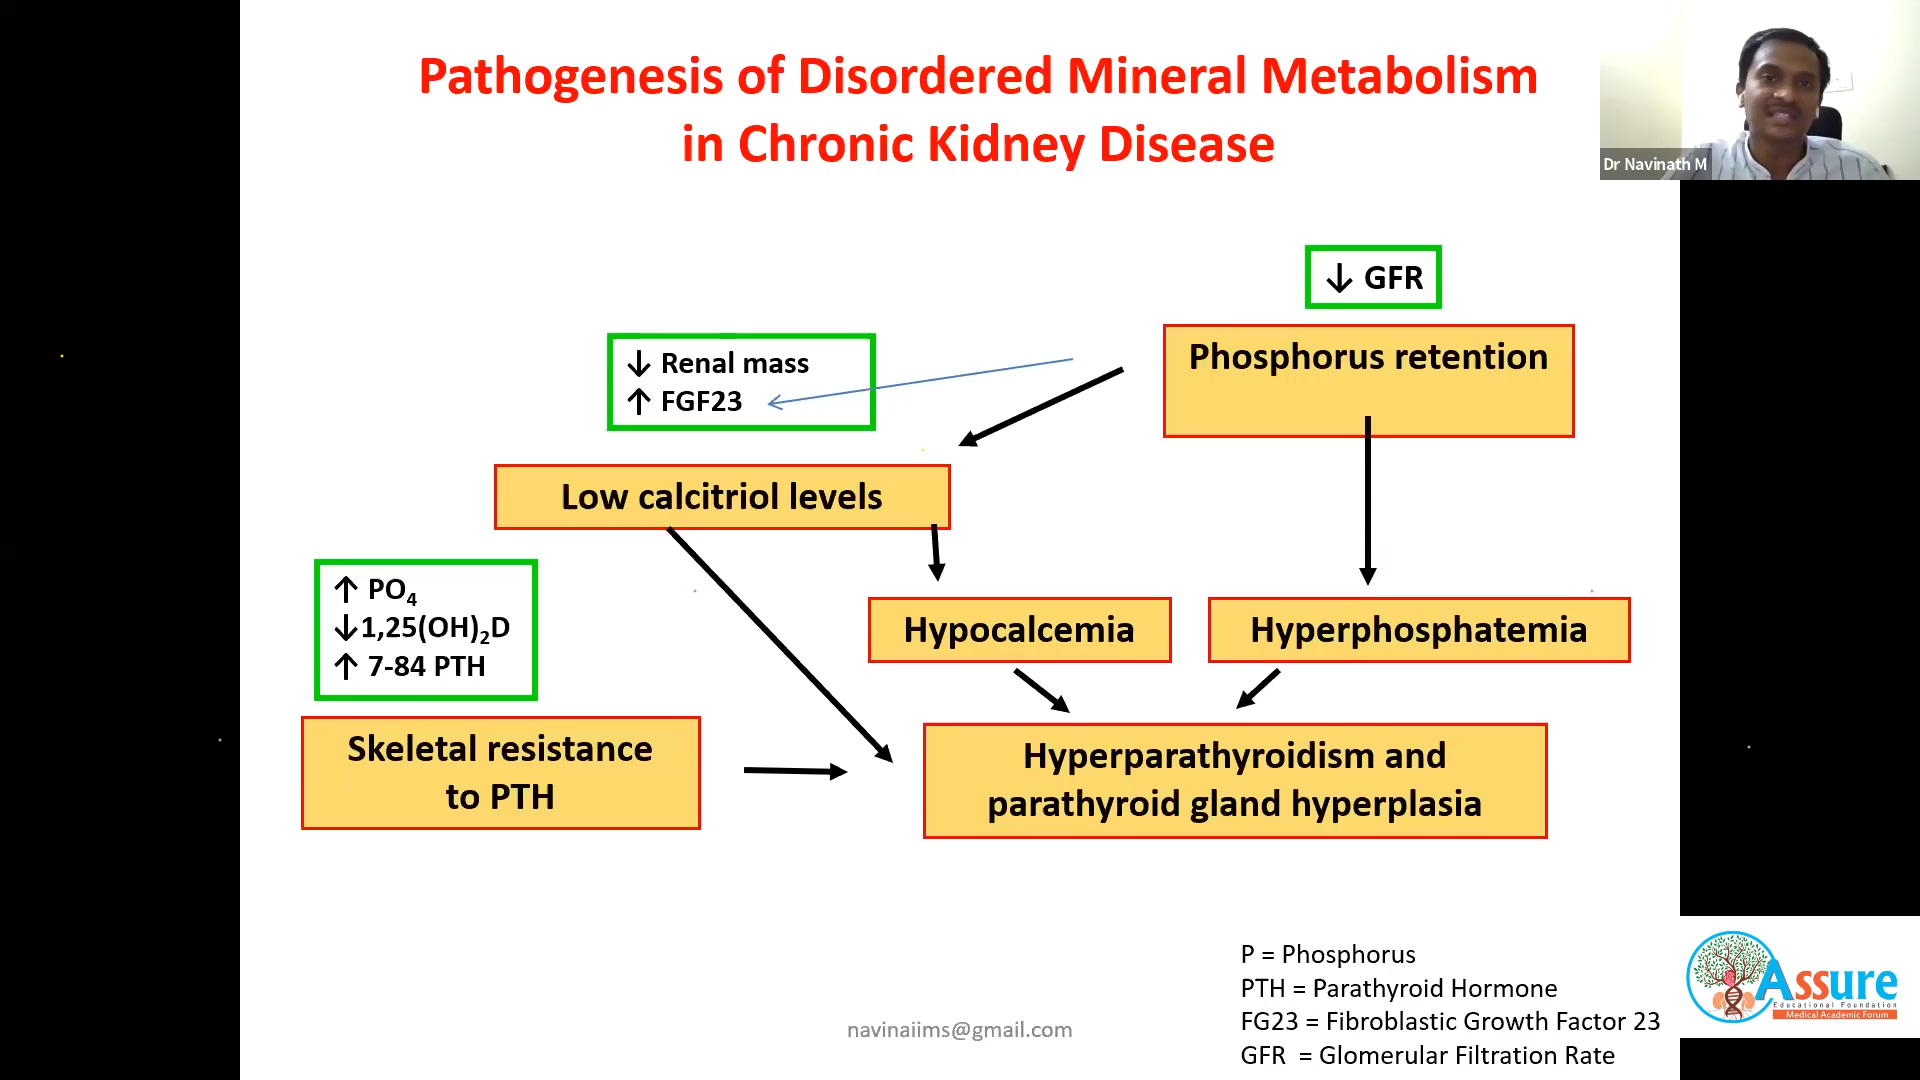 Pathogenesis of Disordered Mineral Metabolism
in Chronic Kidney Disease
Dr Navinath M
↓ GFR
Phosphorus retention
↓ Renal mass
↑ FGF23
Low calcitriol levels
↑ PO4
↓1,25(OH)2D
↑ 7-84 PTH
Hypocalcemia
Hyperphosphatemia
Skeletal resistance
to PTH
Hyperparathyroidism and
parathyroid gland hyperplasia
P = Phosphorus
PTH = Parathyroid Hormone
FG23 = Fibroblastic Growth Factor 23
GFR = Glomerular Filtration Rate
navinaiims@gmail.com
Assure
Educational Foundation
Medical Academic Forum